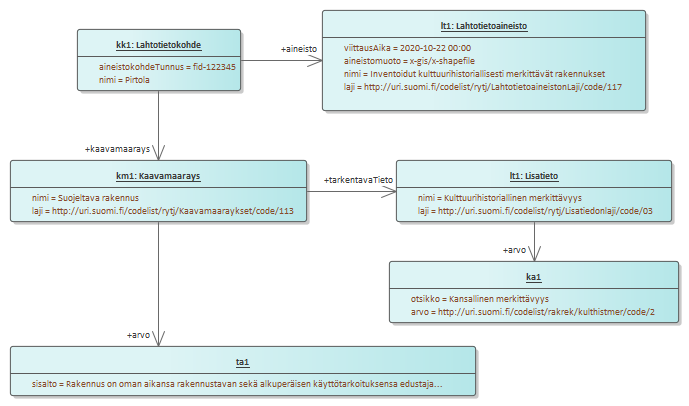 kk1: Lahtotietokohde
aineistokohdeTunnus = fid-122345
nimi = Pirtola
+aineisto
lt1: Lahtotietoaineisto
viittausAika = 2020-10-22 00:00
aineistomuoto = x-gis/x-shapefile
nimi = Inventoidut kulttuurihistoriallisesti merkittävät rakennukset
laji = http://uri.suomi.fi/codelist/rytj/LahtotietoaineistonLaji/code/117
+kaavamaarays
km1: Kaavamaarays
nimi = Suojeltava rakennus
laji = http://uri.suomi.fi/codelist/rytj/Kaavamaaraykset/code/113
+tarkentavaTieto
lt1: Lisatieto
nimi = Kulttuurihistoriallinen merkittävyys
laji = http://uri.suomi.fi/codelist/rytj/Lisatiedonlaji/code/03
+arvo
ka1
otsikko = Kansallinen merkittävyys
arvo = http://uri.suomi.fi/codelist/rakrek/kulthistmer/code/2
+arvo
ta1
sisalto = Rakennus on oman aikansa rakennustavan sekä alkuperäisen käyttötarkoituksensa edustaja...